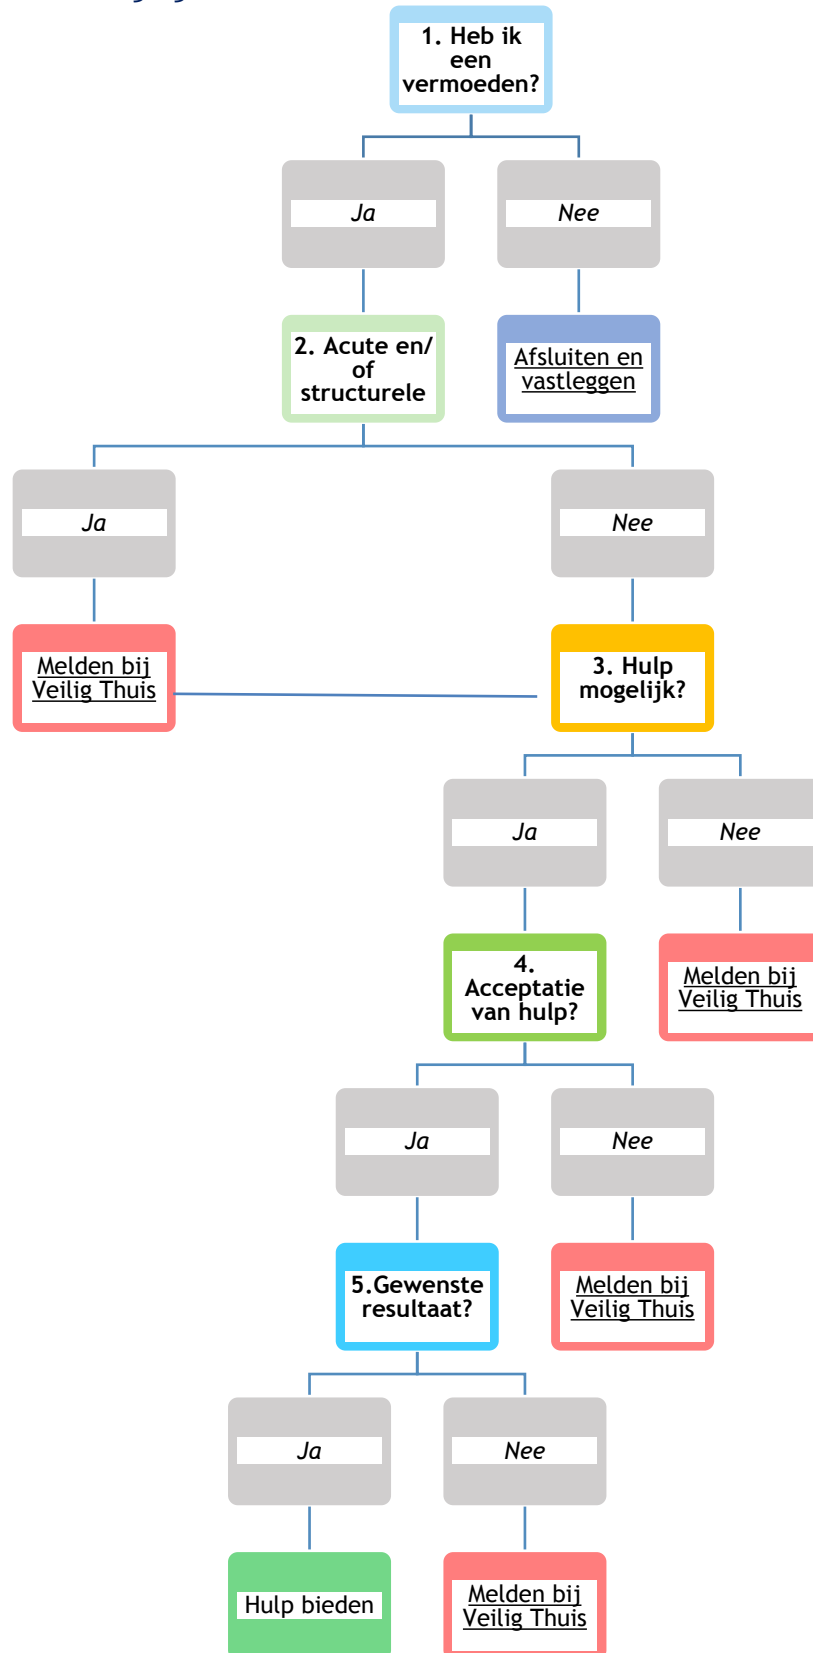 1. Heb ik
een
vermoeden?
Ja
Nee
2. Acute en/
of
structurele
Afsluiten en
vastleggen
Ja
Nee
Melden bij
Veilig Thuis
3. Hulp
mogelijk?
Ja
Nee
4.
Acceptatie
van hulp?
Melden bij
Veilig Thuis
Ja
Nee
5.Gewenste
resultaat?
Melden bij
Veilig Thuis
Ja
Nee
Hulp bieden
Melden bij
Veilig Thuis